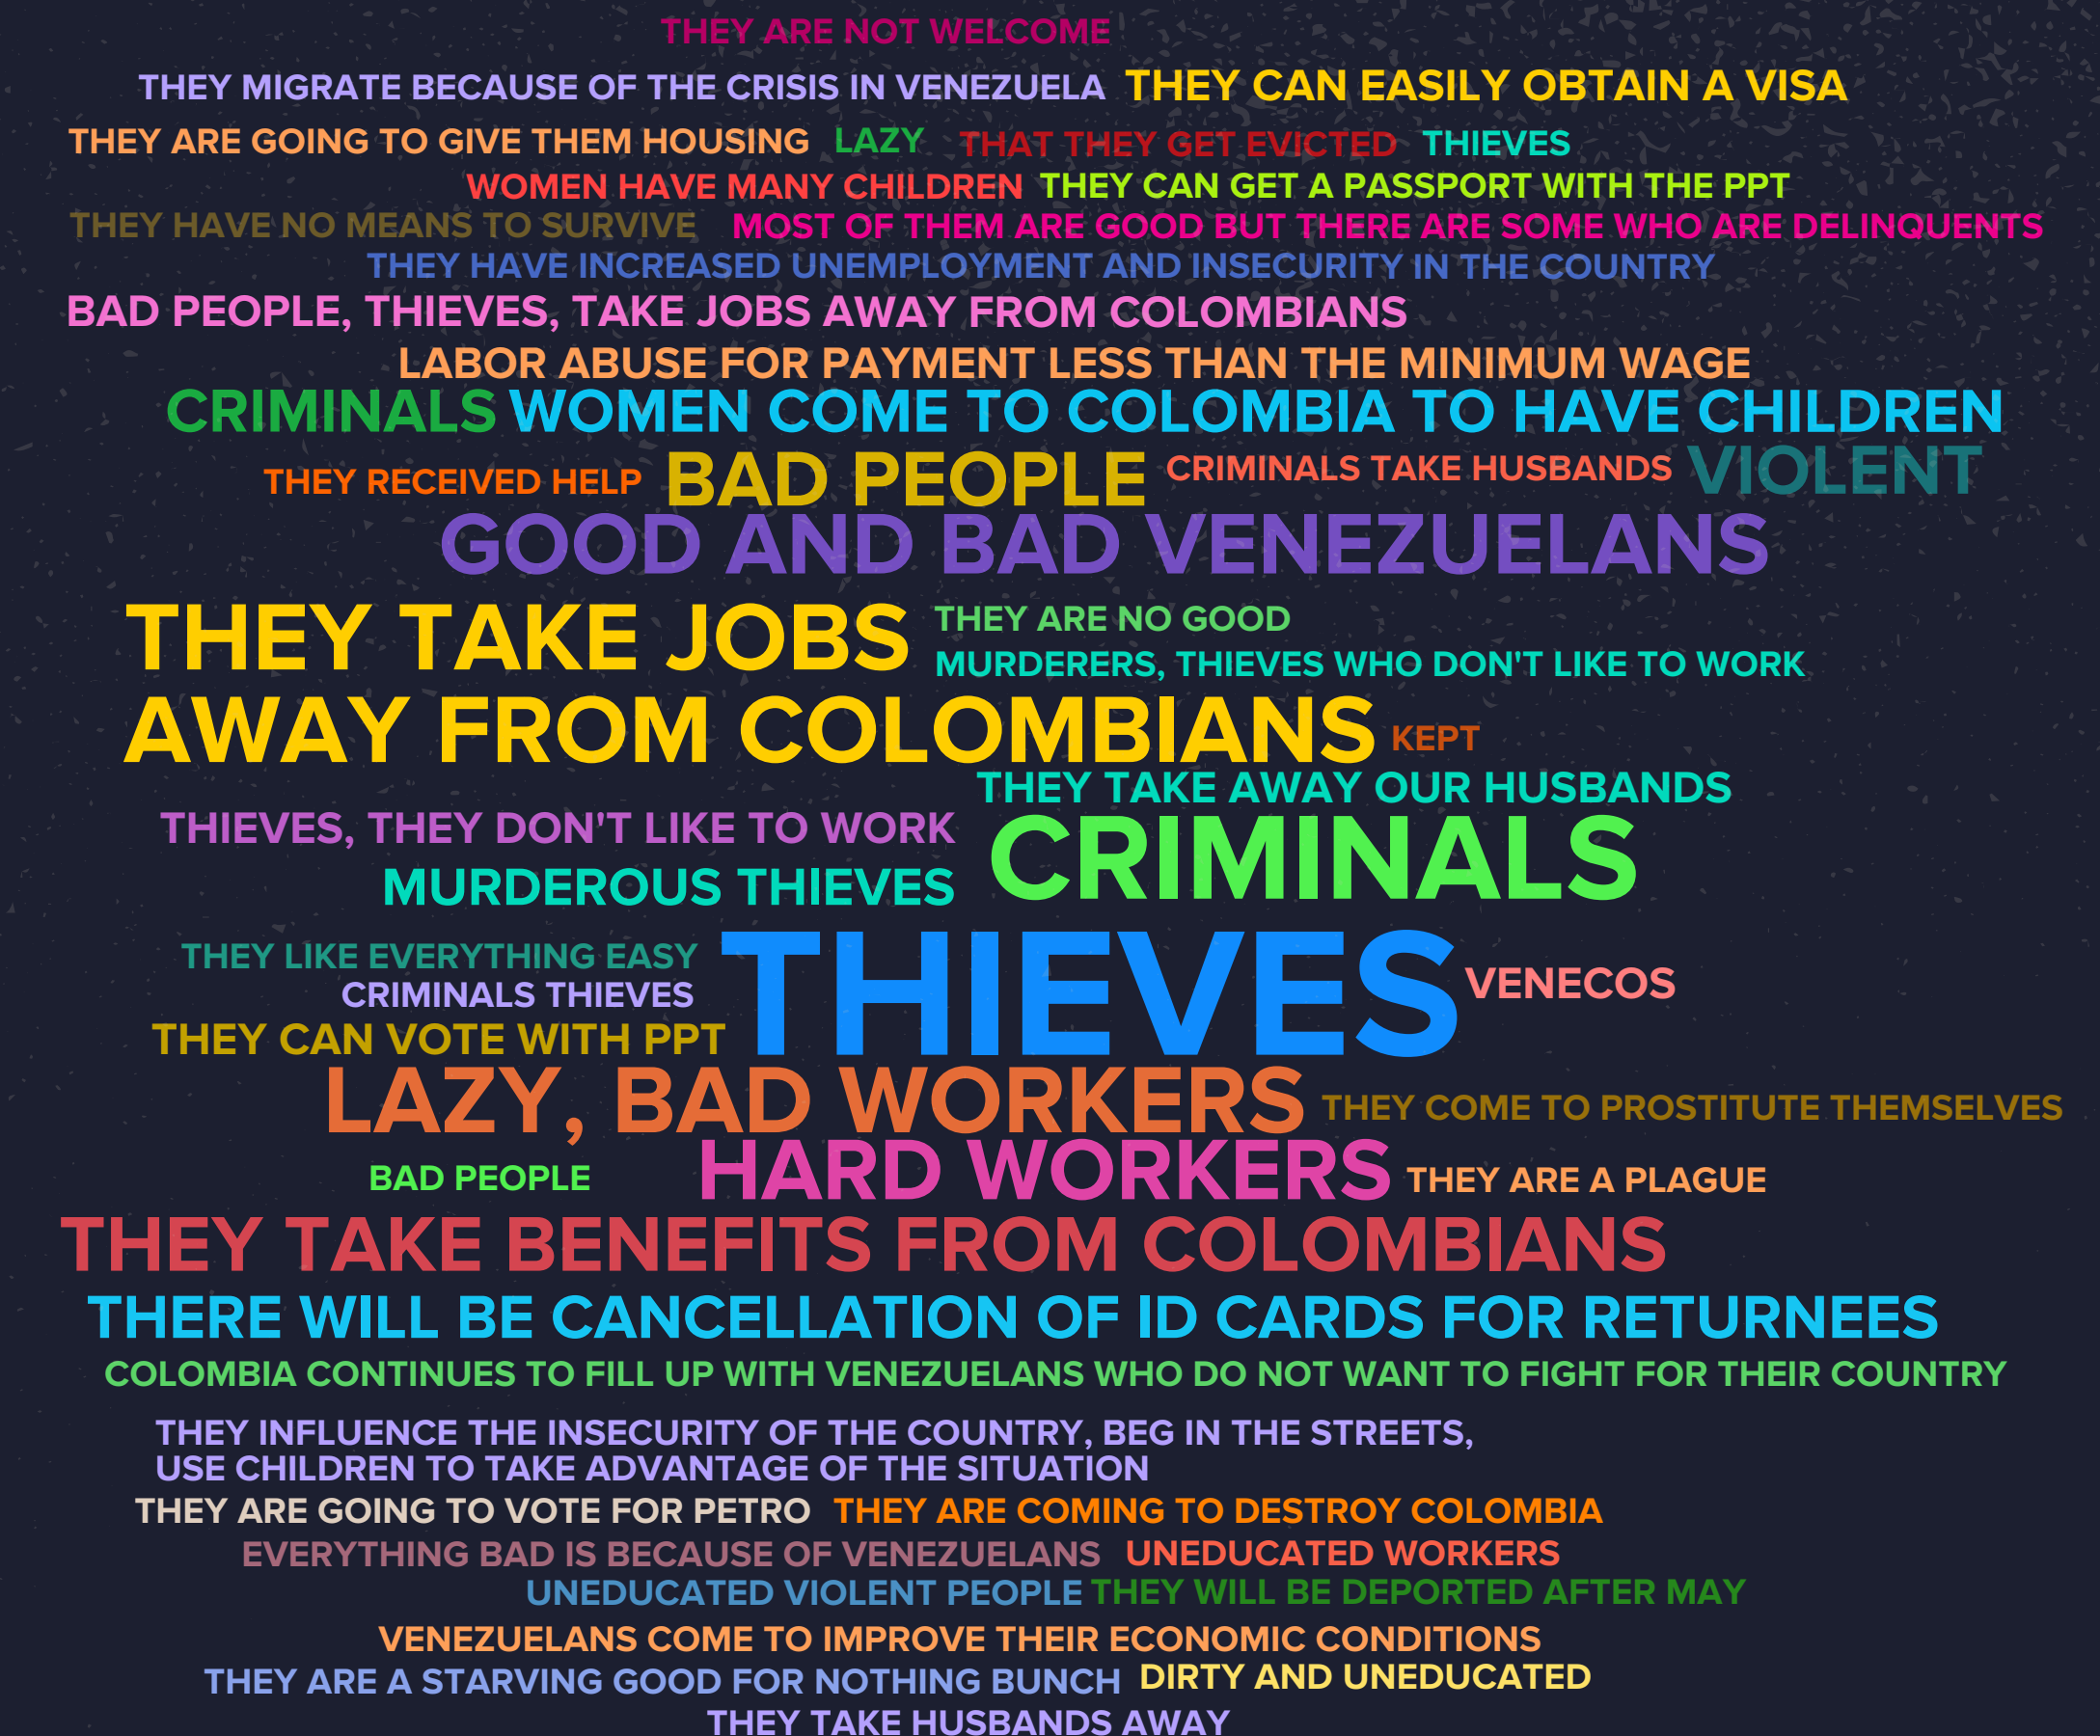 THEY ARE NOT WELCOME
THEY MIGRATE BECAUSE OF THE CRISIS IN VENEZUELA THEY CAN EASILY OBTAIN A VISA
THEY ARE GOING TO GIVE THEM HOUSING LAZY THAT THEY GET EVICTED THIEVES
WOMEN HAVE MANY CHILDREN THEY CAN GET A PASSPORT WITH THE PPT
THEY HAVE NO MEANS TO SURVIVE MOST OF THEM ARE GOOD BUT THERE ARE SOME WHO ARE DELINQUENTS
THEY HAVE INCREASED UNEMPLOYMENT AND INSECURITY IN THE COUNTRY
BAD PEOPLE, THIEVES, TAKE JOBS AWAY FROM COLOMBIANS
LABOR ABUSE FOR PAYMENT LESS THAN THE MINIMUM WAGE
CRIMINALS WOMEN COME TO COLOMBIA TO HAVE CHILDREN
THEY RECEIVED HELP BAD PEOPLE CRIMINALS TAKE HUSBANDS VIOLENT
GOOD AND BAD VENEZUELANS
THEY TAKE JOBS
AWAY FROM COLOMBIANS
THEY ARE NO GOOD
MURDERERS, THIEVES WHO DON'T LIKE TO WORK
KEPT
THEY TAKE AWAY OUR HUSBANDS
THIEVES, THEY DON'T LIKE TO WORK
CRIMINALS
MURDEROUS THIEVES
THEY LIKE EVERYTHING EASY
CRIMINALS THIEVES
THIEVES
VENECOS
THEY CAN VOTE WITH PPT
LAZY, BAD WORKERS THEY COME TO PROSTITUTE THEMSELVES
BAD PEOPLE HARD WORKERS THEY ARE A PLAGUE
THEY TAKE BENEFITS FROM COLOMBIANS
THERE WILL BE CANCELLATION OF ID CARDS FOR RETURNEES
COLOMBIA CONTINUES TO FILL UP WITH VENEZUELANS WHO DO NOT WANT TO FIGHT FOR THEIR COUNTRY
THEY INFLUENCE THE INSECURITY OF THE COUNTRY, BEG IN THE STREETS,
USE CHILDREN TO TAKE ADVANTAGE OF THE SITUATION
THEY ARE GOING TO VOTE FOR PETRO THEY ARE COMING TO DESTROY COLOMBIA
EVERYTHING BAD IS BECAUSE OF VENEZUELANS UNEDUCATED WORKERS
UNEDUCATED VIOLENT PEOPLE THEY WILL BE DEPORTED AFTER MAY
VENEZUELANS COME TO IMPROVE THEIR ECONOMIC CONDITIONS
THEY ARE A STARVING GOOD FOR NOTHING BUNCH DIRTY AND UNEDUCATED
THEY TAKE HUSBANDS AWAY